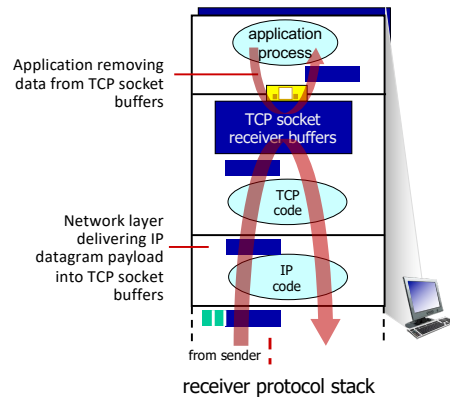 application
process
Application removing
data from TCP socket
buffers
TCP socket
receiver buffers
TCP
code
Network layer
delivering IP
datagram payload
into TCP socket
buffers
IP
code
from sender
receiver protocol stack